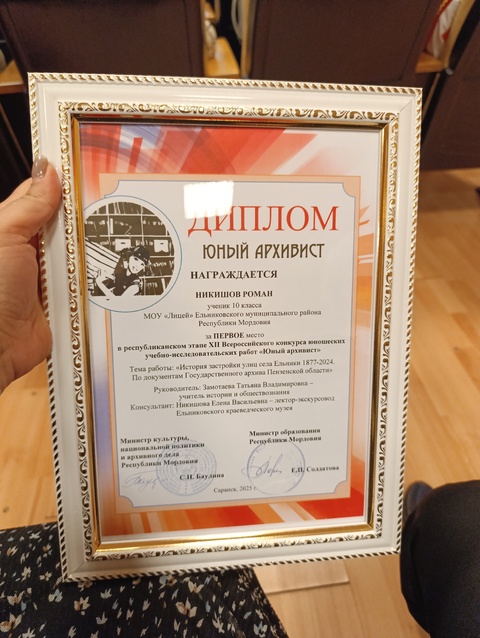 ДИПЛОМ
ЮНЫЙ АРХИВИСТ
НАГРАЖДАЕТСЯ
НИКИШОВ РОМАН
ученик 10 класса
МОУ «Лицей» Ельниковского муниципального района
Республики Мордовия
за ПЕРВОЕ место
в республиканском этапе XII Всероссийского конкурса юношеских
учебно-исследовательских работ «Юный архивист»
Тема работы: «История застройки улиц села Ельники 1877-2024.
По документам Государственного архива Пензенской области»
Руководитель: Замотаева Татьяна Владимировна –
учитель истории и обществознания
Консультант: Никишова Елена Васильевна – лектор-экскурсовод
Ельниковского краеведческого музея
Министр культуры,
национальной политики
и архивного дела
Республики Мордовия
С.Н. Баулина
Министр образования
Республики Мордовия
Е.П. Солдатова
Саранск, 2025 г.